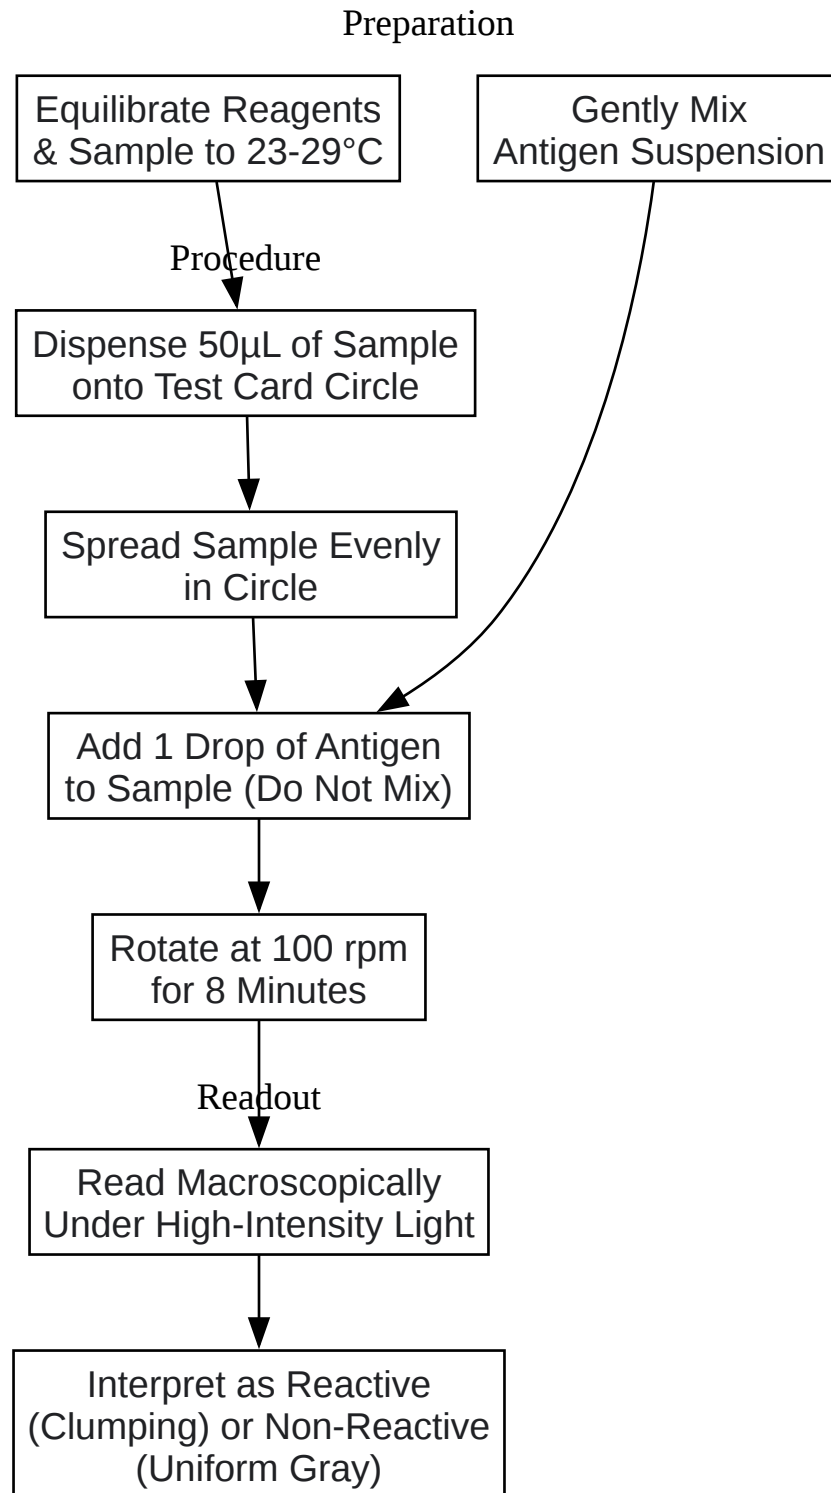 Preparation
Equilibrate Reagents
& Sample to 23-29°C
Gently Mix
Antigen Suspension
Procedure
Dispense 50µL of Sample
onto Test Card Circle
Spread Sample Evenly
in Circle
Add 1 Drop of Antigen
to Sample (Do Not Mix)
Rotate at 100 rpm
for 8 Minutes
Readout
Read Macroscopically
Under High-Intensity Light
Interpret as Reactive
(Clumping) or Non-Reactive
(Uniform Gray)